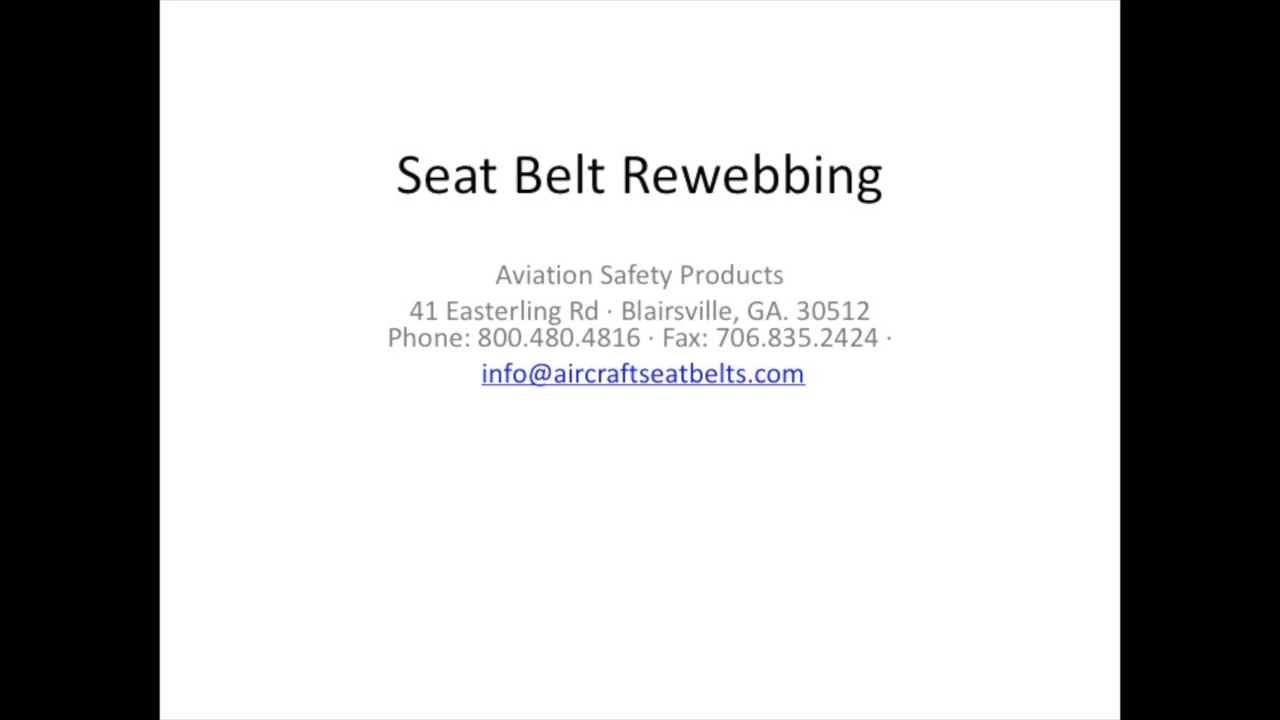 Seat Belt Rewebbing
Aviation Safety Products
41 Easterling Rd · Blairsville, GA. 30512
Phone: 800.480.4816 · Fax: 706.835.2424 ·
info@aircraftseatbelts.com